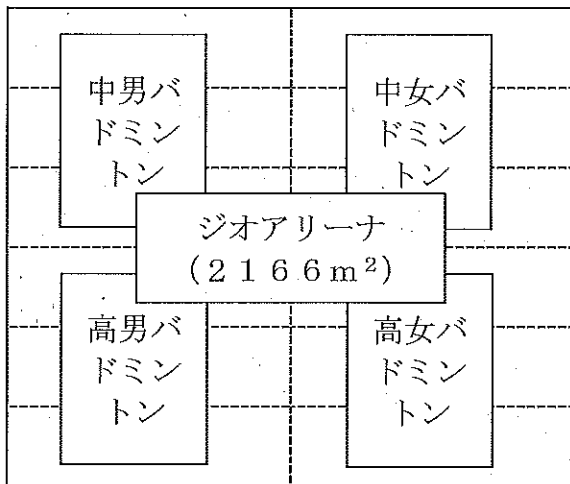 中男バ
ドミン
トン
中女バ
ドミン
トン
ジオアリーナ
(2166m²)
高男バ
ドミン
トン
高女バ
ドミン
トン